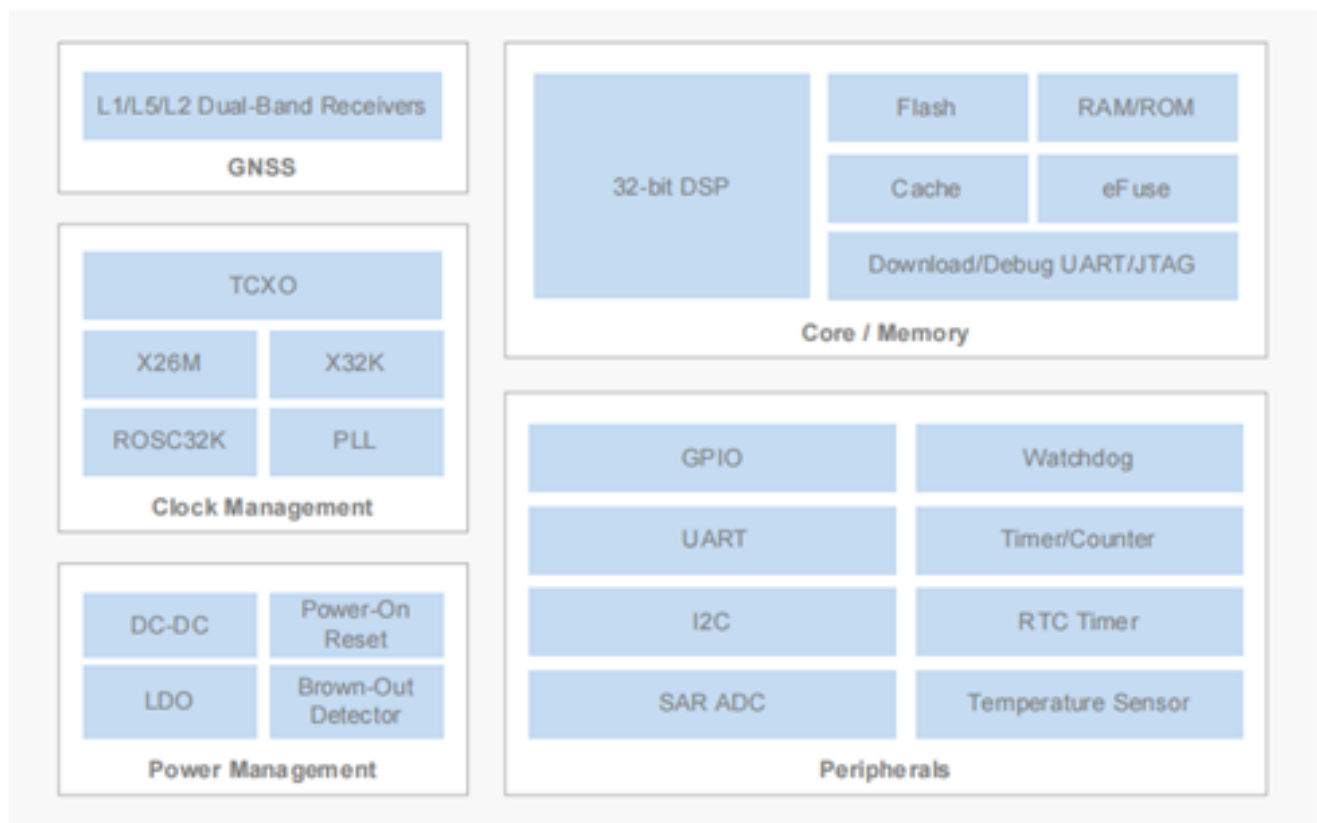 L1/L5/L2 Dual-Band Receivers
GNSS
TCXO
X26M
X32K
ROSC32K
PLL
Clock Management
DC-DC
Power-On
Reset
LDO
Brown-Out
Detector
Power Management
32-bit DSP
Flash
RAM/ROM
Cache
eFuse
Download/Debug UART/JTAG
Core / Memory
GPIO
Watchdog
UART
Timer/Counter
I2C
RTC Timer
SAR ADC
Temperature Sensor
Peripherals